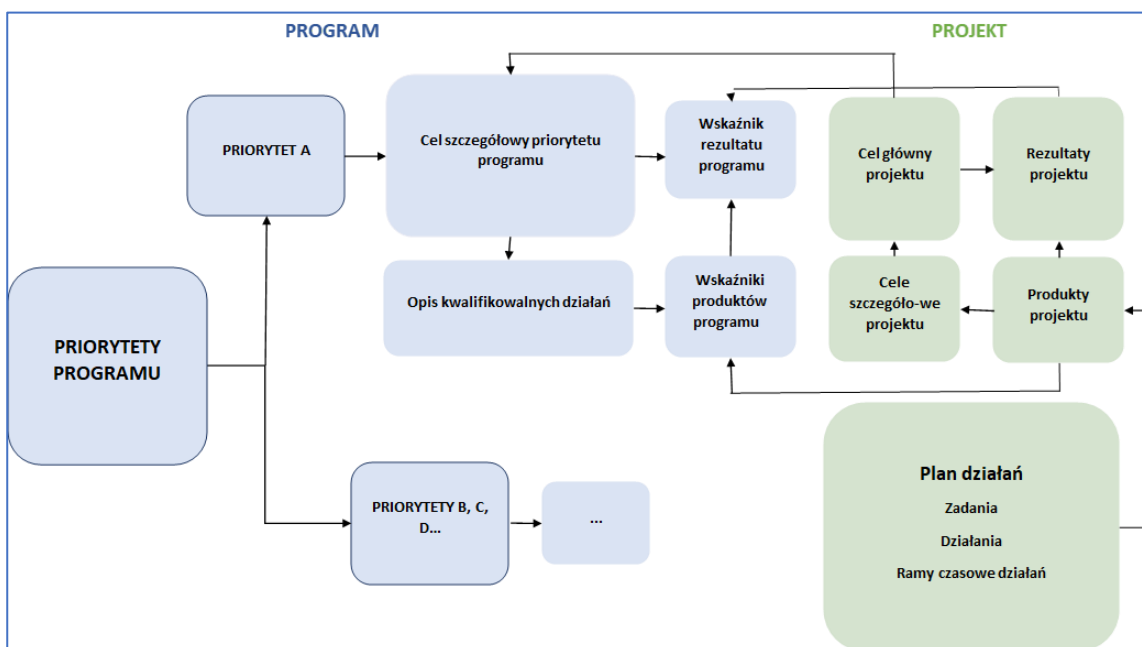 PROGRAM
PROJEKT
PRIORYTET A
Cel szczegółowy priorytetu
programu
Wskaźnik
rezultatu
programu
Cel główny
projektu
Rezultaty
projektu
Opis kwalifikowalnych działań
Wskaźniki
produktów
programu
Cele
szczegóło-we
projektu
Produkty
projektu
PRIORYTETY
PROGRAMU
PRIORYTETY B, C,
D...
...
Plan działań
Zadania
Działania
Ramy czasowe działań